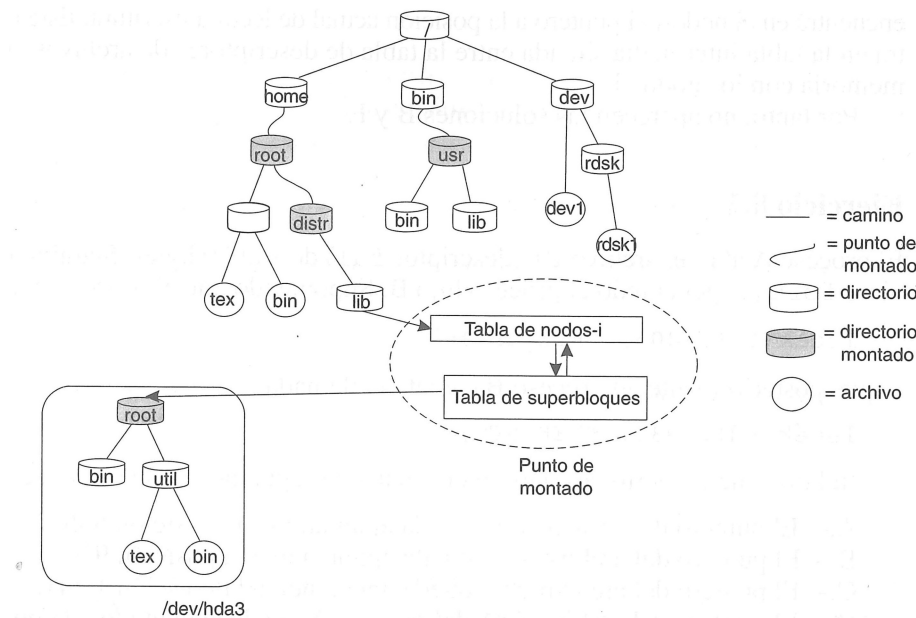 /
home
bin
dev
root
usr
rdsk
distr
bin
lib
dev1
rdsk1
tex
bin
lib
= camino
= punto de
montado
= directorio
= directorio
montado
= archivo
Tabla de nodos-i
Tabla de superbloques
Punto de
montado
root
bin
util
tex
bin
/dev/hda3